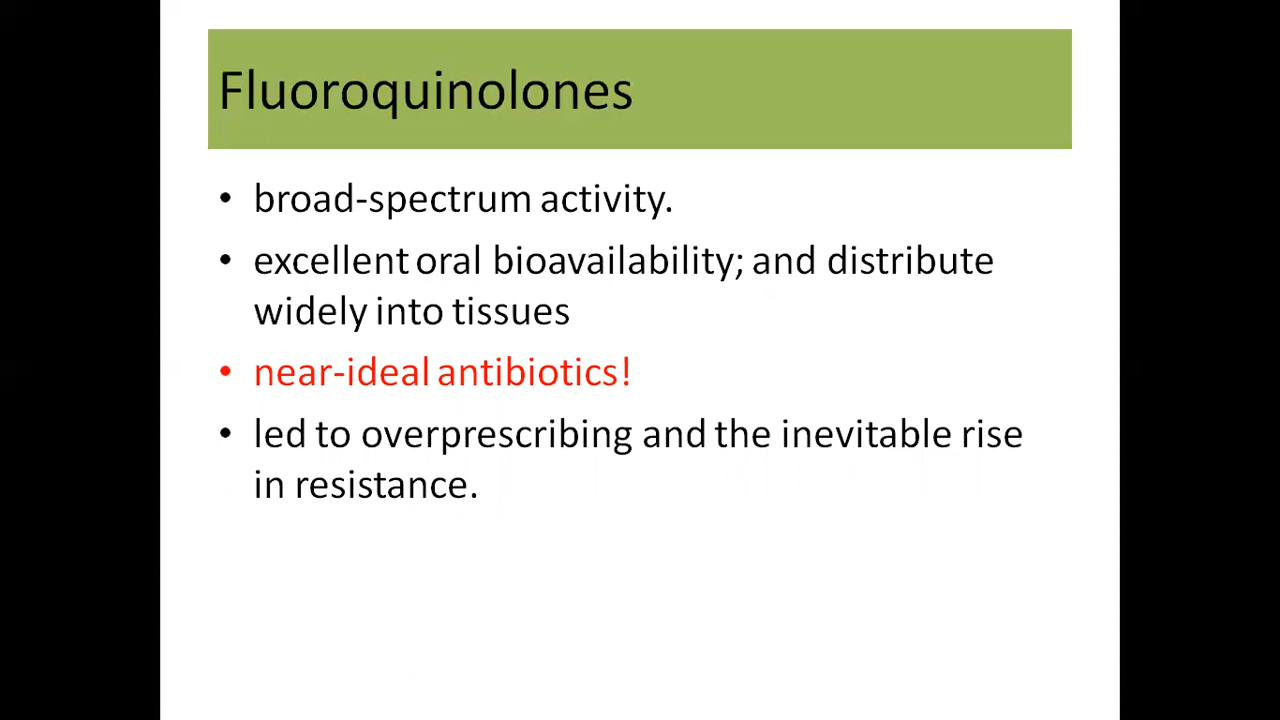 Fluoroquinolones
• broad-spectrum activity.
• excellent oral bioavailability; and distribute
widely into tissues
• near-ideal antibiotics!
• led to overprescribing and the inevitable rise
in resistance.